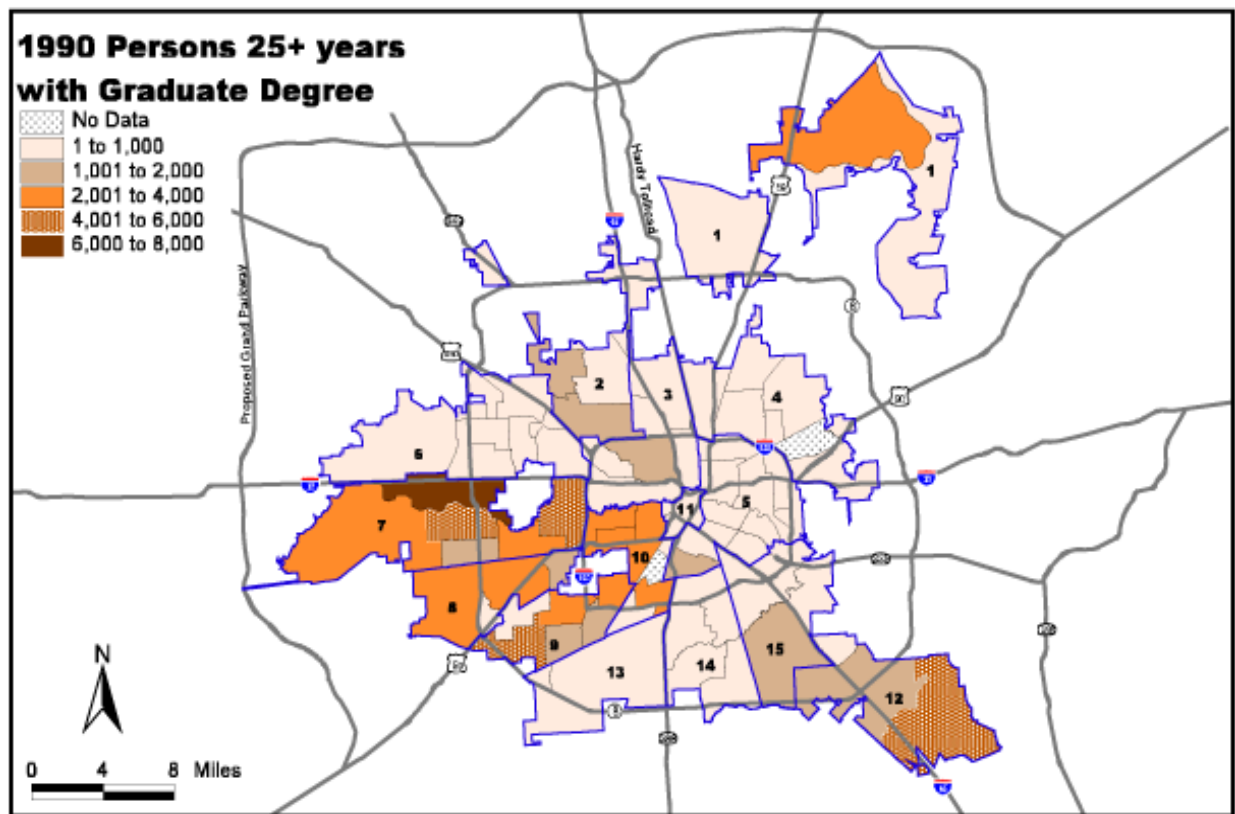 1990 Persons 25+ years
with Graduate Degree
No Data
1 to 1,000
1,001 to 2,000
2,001 to 4,000
4,001 to 6,000
6,000 to 8,000
Hardy Tollroad
Proposed Grand Parkway
1
1
2
3
4
5
6
7
8
9
10
11
12
13
14
15
N
0 4 8 Miles